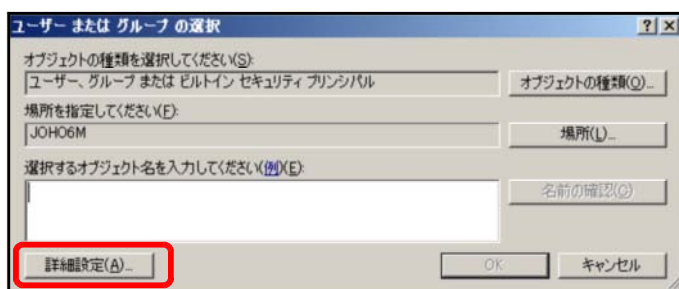 ユーザー または グループ の選択
オブジェクトの種類を選択してください(S):
ユーザー、グループ または ビルトイン セキュリティ プリンシパル
オブジェクトの種類(O)...
場所を指定してください(F):
JOHO6M
場所(L)...
選択するオブジェクト名を入力してください(例)(E):
名前の確認(C)
詳細設定(A)...
OK
キャンセル